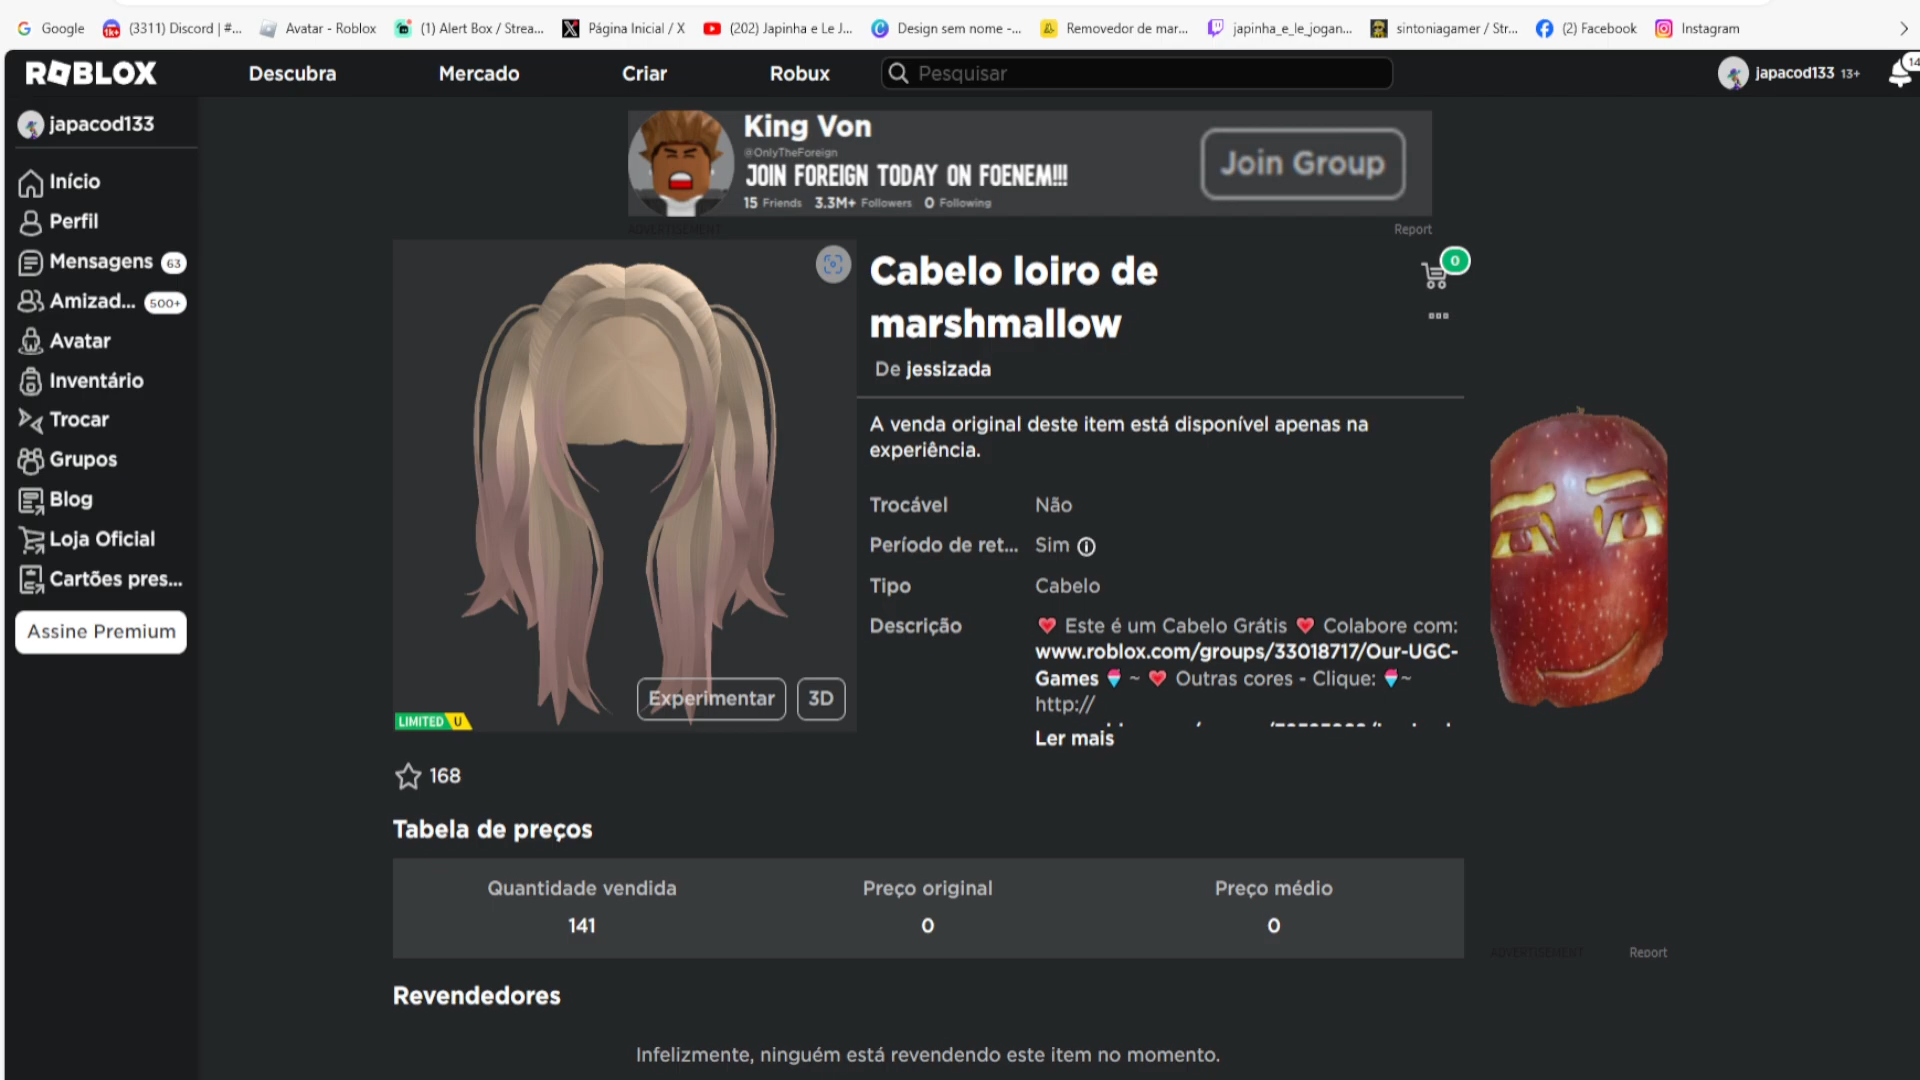 Google
(3311) Discord | #...
Avatar - Roblox
(1) Alert Box / Strea...
Página Inicial / X
(202) Japinha e Le J...
Design sem nome -...
Removedor de mar...
japinha_e_le_jogan...
sintoniagamer / Str...
(2) Facebook
Instagram
ROBLOX
Descubra
Mercado
Criar
Robux
Pesquisar
japacod133 13+
14
japacod133
Início
Perfil
Mensagens 63
Amizad... 500+
Avatar
Inventário
Trocar
Grupos
Blog
Loja Oficial
Cartões pres...
Assine Premium
King Von
@OnlyTheForeign
JOIN FOREIGN TODAY ON FOENEM!!!
15 Friends 3.3M+ Followers 0 Following
Join Group
ADVERTISEMENT
Report
Experimentar
3D
LIMITED U
168
Cabelo loiro de
marshmallow
0
De jessizada
A venda original deste item está disponível apenas na
experiência.
Trocável Não
Período de ret... Sim
Tipo Cabelo
Descrição
Este é um Cabelo Grátis ❤️ Colabore com:
www.roblox.com/groups/33018717/Our-UGC-
Games 🍧 ~ ❤️ Outras cores - Clique: 🍧~
http://
Ler mais
Tabela de preços
Quantidade vendida
141
Preço original
0
Preço médio
0
ADVERTISEMENT
Report
Revendedores
Infelizmente, ninguém está revendendo este item no momento.